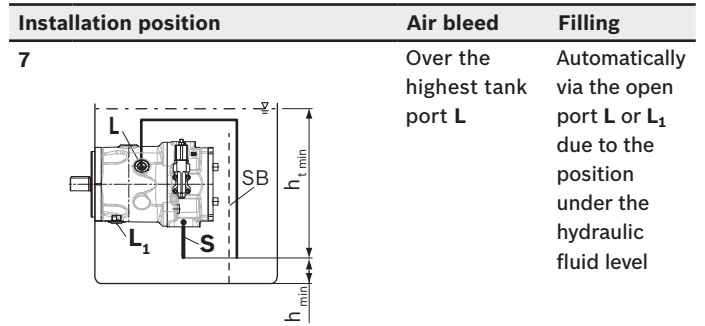 Installation position Air bleed Filling
7 Over the Automatically
highest tank via the open
port L port L or L₁
due to the
position
under the
hydraulic
fluid level
L
SB
hₜ ₘᵢₙ
L₁
S
hₘᵢₙ